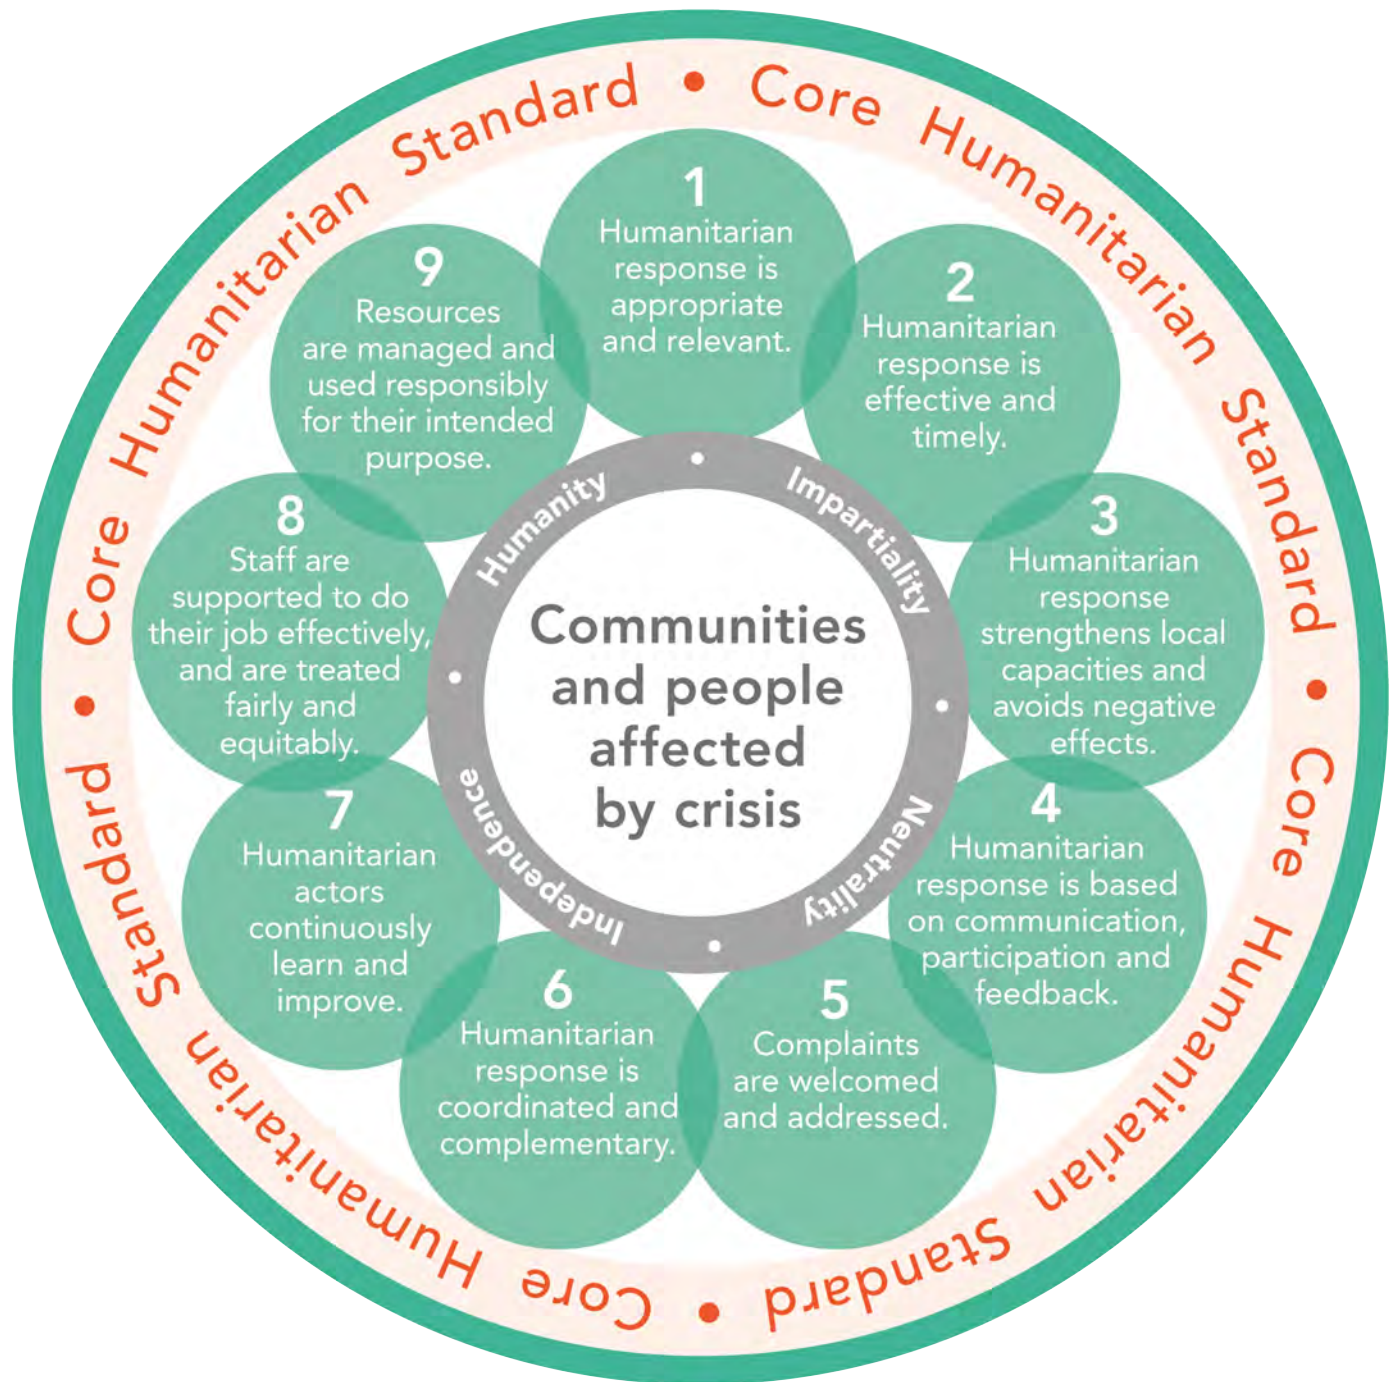 Core Humanitarian Standard • Core Humanitarian Standard • Core Humanitarian Standard • Core Humanitarian Standard •
1
Humanitarian
response is
appropriate
and relevant.
2
Humanitarian
response is
effective and
timely.
3
Humanitarian
response
strengthens local
capacities and
avoids negative
effects.
4
Humanitarian
response is based
on communication,
participation and
feedback.
5
Complaints
are welcomed
and addressed.
6
Humanitarian
response is
coordinated and
complementary.
7
Humanitarian
actors
continuously
learn and
improve.
8
Staff are
supported to do
their job effectively,
and are treated
fairly and
equitably.
9
Resources
are managed and
used responsibly
for their intended
purpose.
Humanity • Impartiality • Neutrality • Independence •
Communities
and people
affected
by crisis